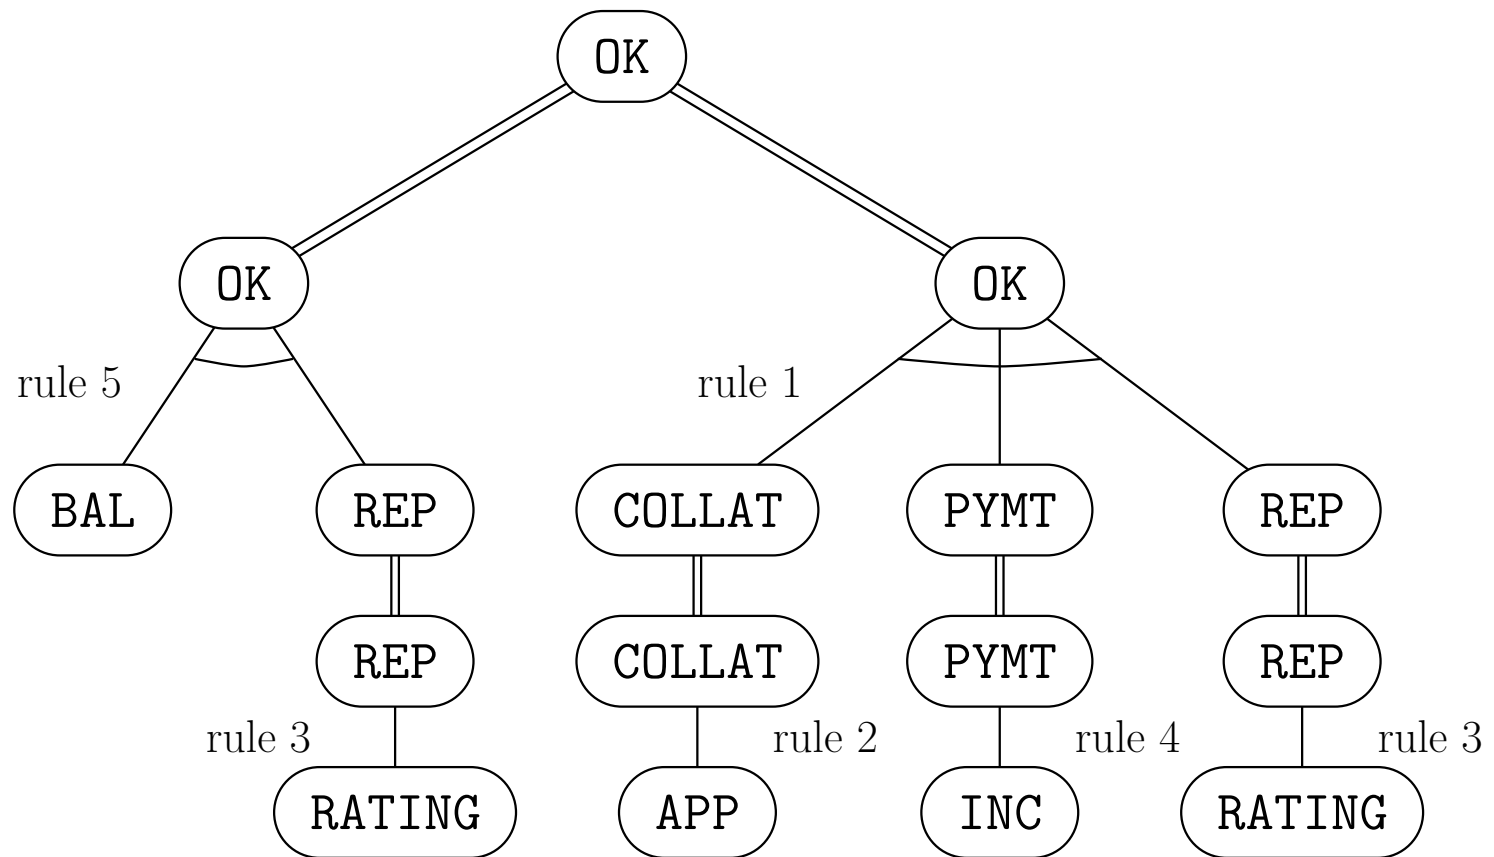 OK
OK OK
rule 5 rule 1
BAL REP COLLAT PYMT REP
REP COLLAT PYMT REP
rule 3 rule 2 rule 4 rule 3
RATING APP INC RATING